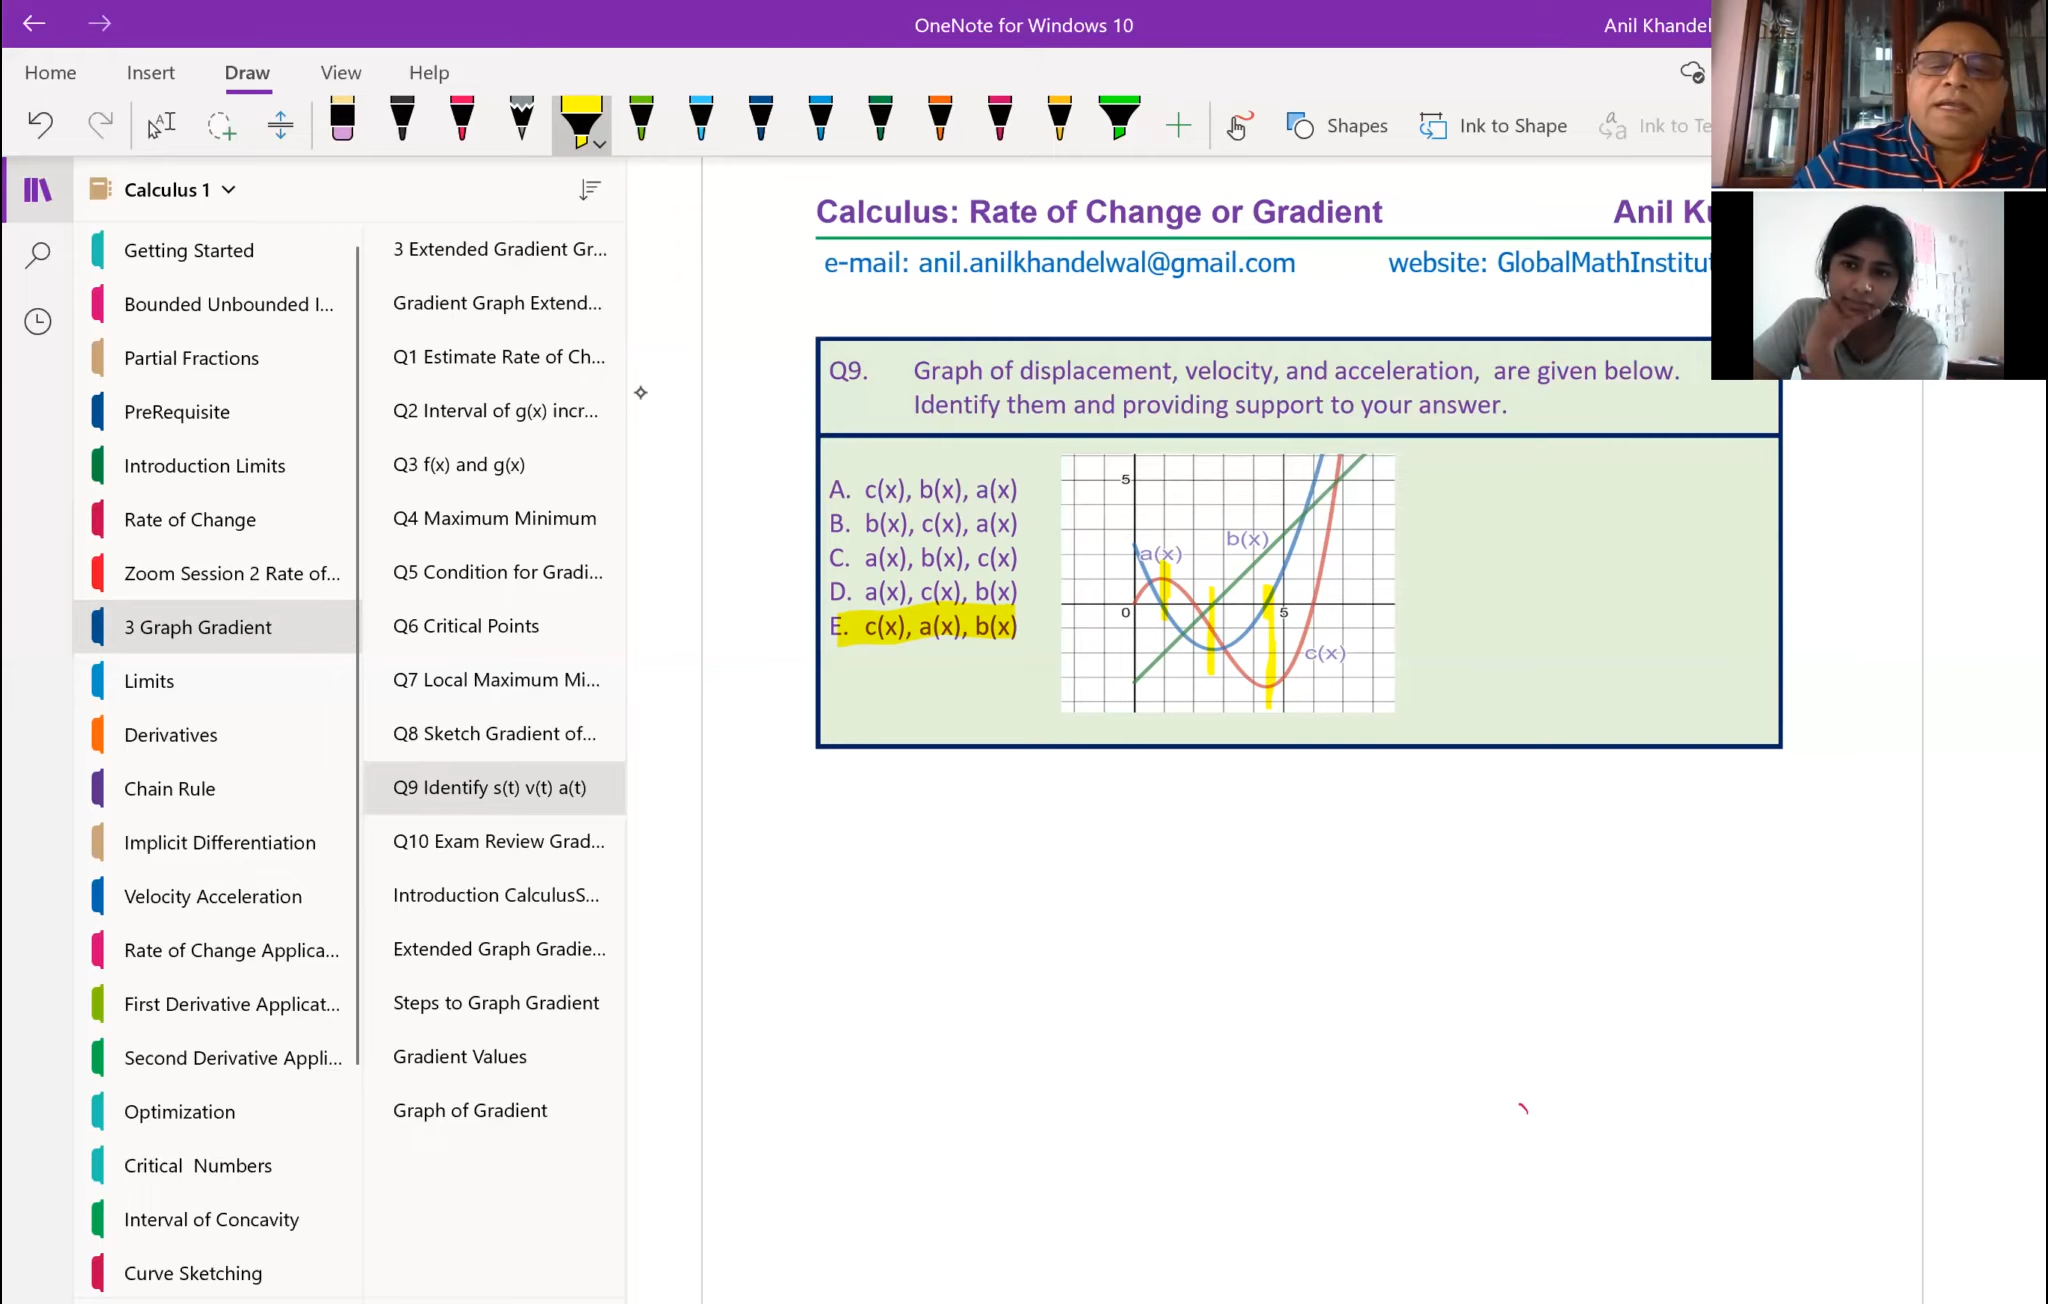 OneNote for Windows 10
Anil Khandel
Home
Insert
Draw
View
Help
Shapes
Ink to Shape
Ink to Te
Calculus 1
Getting Started
Bounded Unbounded I...
Partial Fractions
PreRequisite
Introduction Limits
Rate of Change
Zoom Session 2 Rate of...
3 Graph Gradient
Limits
Derivatives
Chain Rule
Implicit Differentiation
Velocity Acceleration
Rate of Change Applica...
First Derivative Applicat...
Second Derivative Appli...
Optimization
Critical Numbers
Interval of Concavity
Curve Sketching
3 Extended Gradient Gr...
Gradient Graph Extend...
Q1 Estimate Rate of Ch...
Q2 Interval of g(x) incr...
Q3 f(x) and g(x)
Q4 Maximum Minimum
Q5 Condition for Gradi...
Q6 Critical Points
Q7 Local Maximum Mi...
Q8 Sketch Gradient of...
Q9 Identify s(t) v(t) a(t)
Q10 Exam Review Grad...
Introduction CalculusS...
Extended Graph Gradie...
Steps to Graph Gradient
Gradient Values
Graph of Gradient
Calculus: Rate of Change or Gradient Anil Ku
e-mail: anil.anilkhandelwal@gmail.com website: GlobalMathInstitut
Q9. Graph of displacement, velocity, and acceleration, are given below.
Identify them and providing support to your answer.
A. c(x), b(x), a(x)
B. b(x), c(x), a(x)
C. a(x), b(x), c(x)
D. a(x), c(x), b(x)
E. c(x), a(x), b(x)
5
b(x)
a(x)
0
5
c(x)